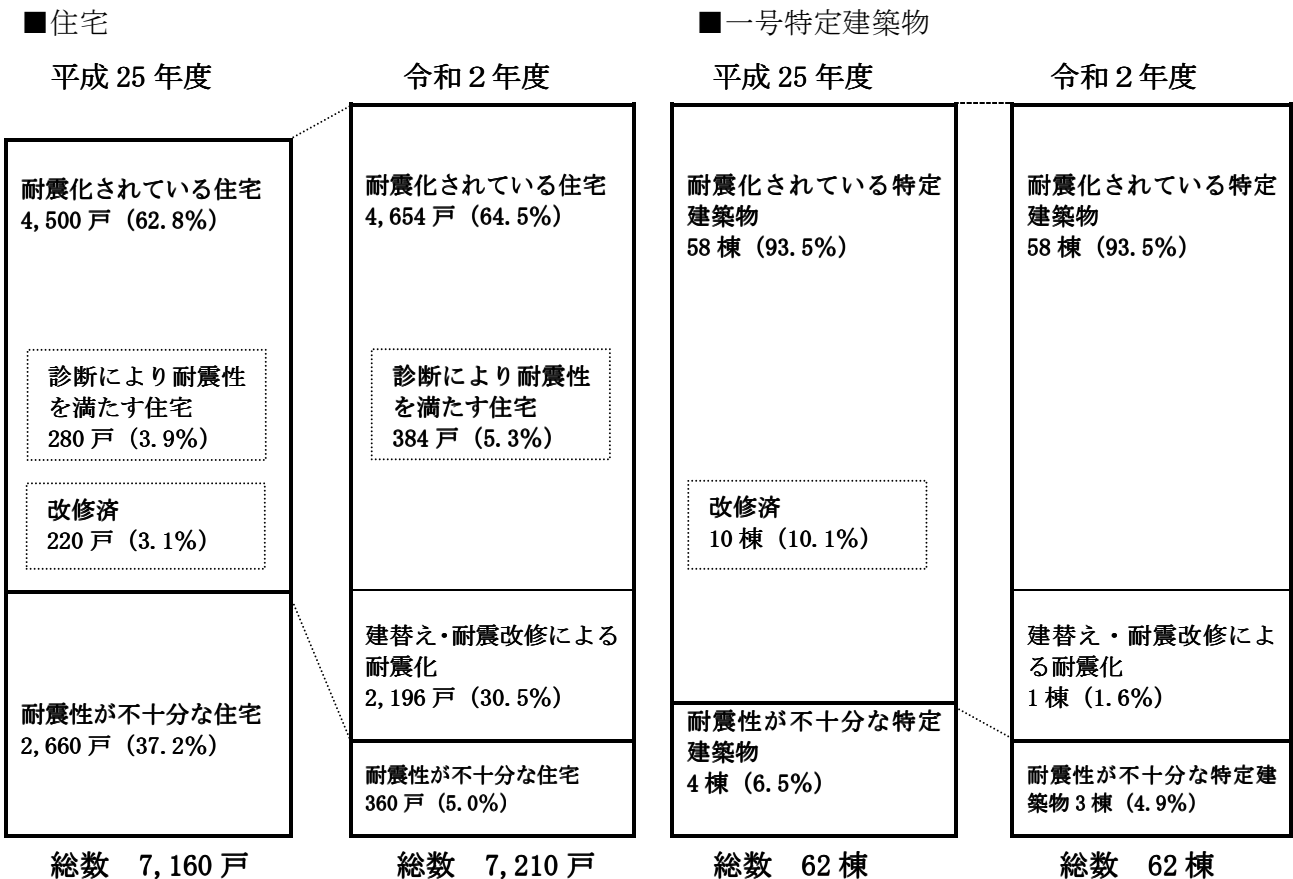 ■住宅
平成 25 年度
耐震化されている住宅
4,500 戸（62.8%）
診断により耐震性
を満たす住宅
280 戸（3.9%）
改修済
220 戸（3.1%）
耐震性が不十分な住宅
2,660 戸（37.2%）
総数　7,160 戸
令和２年度
耐震化されている住宅
4,654 戸（64.5%）
診断により耐震性
を満たす住宅
384 戸（5.3%）
建替え・耐震改修による
耐震化
2,196 戸（30.5%）
耐震性が不十分な住宅
360 戸（5.0%）
総数　7,210 戸
■一号特定建築物
平成 25 年度
耐震化されている特定
建築物
58 棟（93.5%）
改修済
10 棟（10.1%）
耐震性が不十分な特定
建築物
4 棟（6.5%）
総数　62 棟
令和２年度
耐震化されている特定
建築物
58 棟（93.5%）
建替え・耐震改修によ
る耐震化
1 棟（1.6%）
耐震性が不十分な特定建
築物 3 棟（4.9%）
総数　62 棟